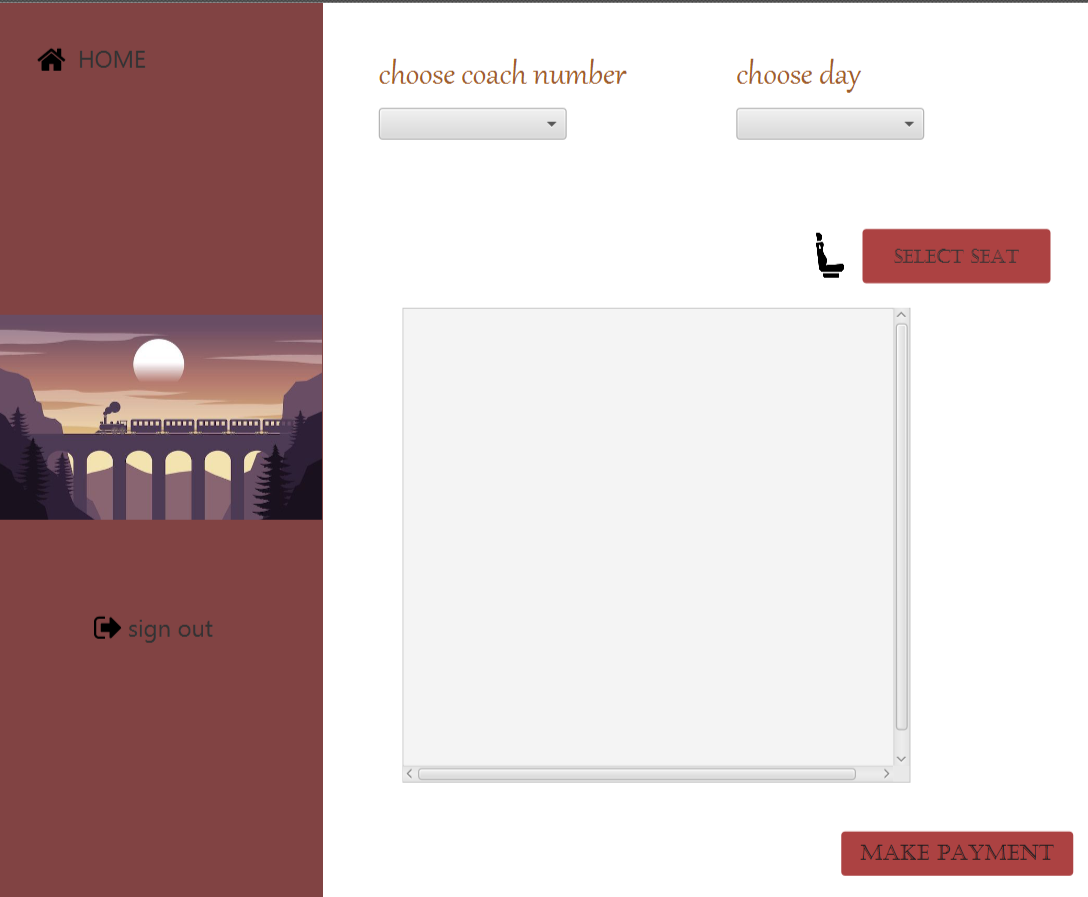 HOME
choose coach number
choose day
SELECT SEAT
sign out
MAKE PAYMENT